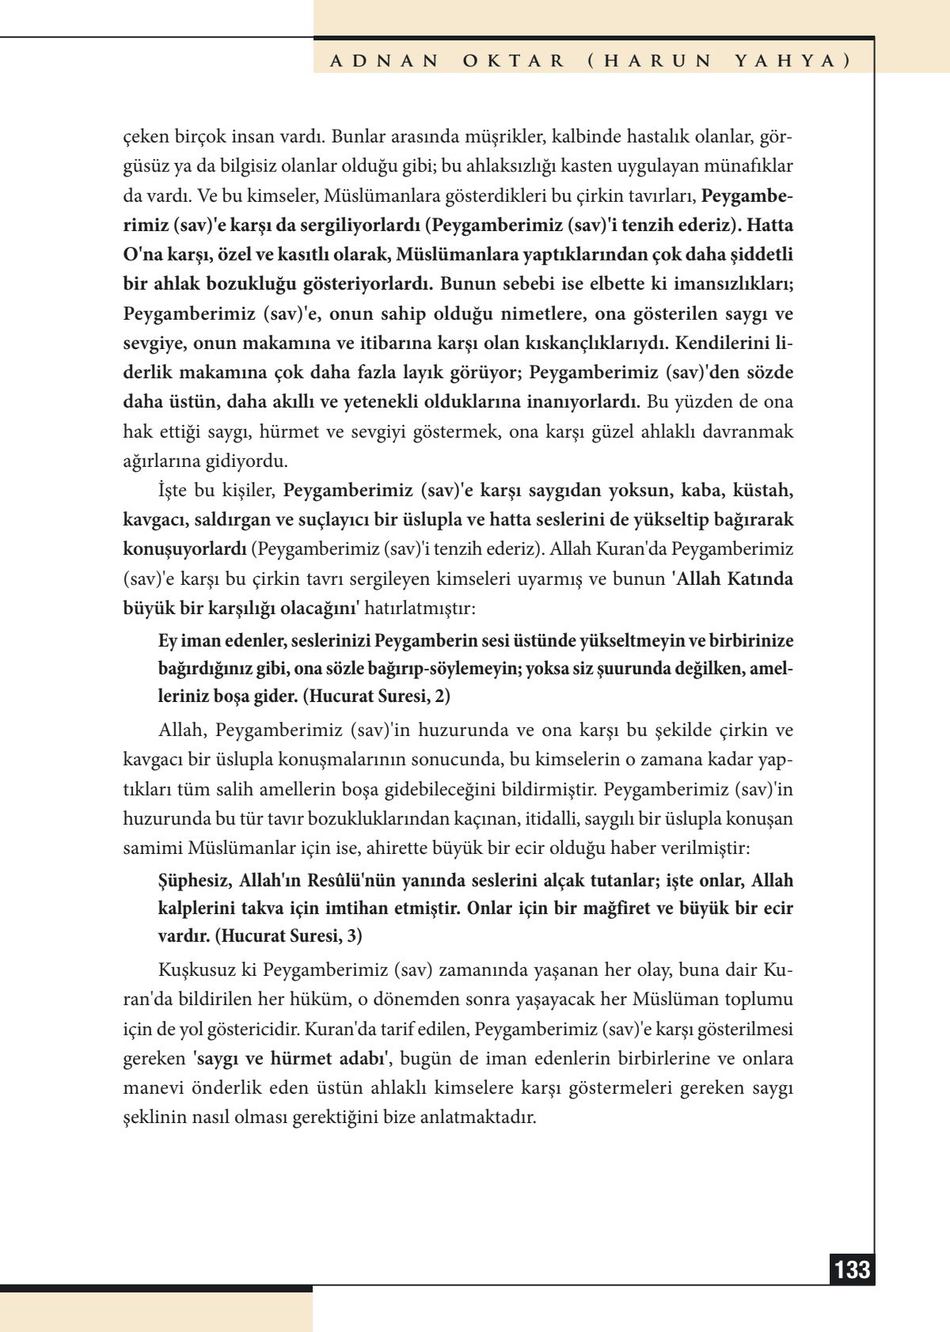 ADNAN OKTAR (HARUN YAHYA)
çeken birçok insan vardı. Bunlar arasında müşrikler, kalbinde hastalık olanlar, gör-
güsüz ya da bilgisiz olanlar olduğu gibi; bu ahlaksızlığı kasten uygulayan münafıklar
da vardı. Ve bu kimseler, Müslümanlara gösterdikleri bu çirkin tavırları, Peygambe-
rimiz (sav)'e karşı da sergiliyorlardı (Peygamberimiz (sav)'i tenzih ederiz). Hatta
O'na karşı, özel ve kasıtlı olarak, Müslümanlara yaptıklarından çok daha şiddetli
bir ahlak bozukluğu gösteriyorlardı. Bunun sebebi ise elbette ki imansızlıkları;
Peygamberimiz (sav)'e, onun sahip olduğu nimetlere, ona gösterilen saygı ve
sevgiye, onun makamına ve itibarına karşı olan kıskançlıklarıydı. Kendilerini li-
derlik makamına çok daha fazla layık görüyor; Peygamberimiz (sav)'den sözde
daha üstün, daha akıllı ve yetenekli olduklarına inanıyorlardı. Bu yüzden de ona
hak ettiği saygı, hürmet ve sevgiyi göstermek, ona karşı güzel ahlaklı davranmak
ağırlarına gidiyordu.
İşte bu kişiler, Peygamberimiz (sav)'e karşı saygıdan yoksun, kaba, küstah,
kavgacı, saldırgan ve suçlayıcı bir üslupla ve hatta seslerini de yükseltip bağırarak
konuşuyorlardı (Peygamberimiz (sav)'i tenzih ederiz). Allah Kuran'da Peygamberimiz
(sav)'e karşı bu çirkin tavrı sergileyen kimseleri uyarmış ve bunun 'Allah Katında
büyük bir karşılığı olacağını' hatırlatmıştır:
Ey iman edenler, seslerinizi Peygamberin sesi üstünde yükseltmeyin ve birbirinize
bağırdığınız gibi, ona sözle bağırıp-söylemeyin; yoksa siz şuurunda değilken, amel-
leriniz boşa gider. (Hucurat Suresi, 2)
Allah, Peygamberimiz (sav)'in huzurunda ve ona karşı bu şekilde çirkin ve
kavgacı bir üslupla konuşmalarının sonucunda, bu kimselerin o zamana kadar yap-
tıkları tüm salih amellerin boşa gidebileceğini bildirmiştir. Peygamberimiz (sav)'in
huzurunda bu tür tavır bozukluklarından kaçınan, itidalli, saygılı bir üslupla konuşan
samimi Müslümanlar için ise, ahirette büyük bir ecir olduğu haber verilmiştir:
Şüphesiz, Allah'ın Resûlü'nün yanında seslerini alçak tutanlar; işte onlar, Allah
kalplerini takva için imtihan etmiştir. Onlar için bir mağfiret ve büyük bir ecir
vardır. (Hucurat Suresi, 3)
Kuşkusuz ki Peygamberimiz (sav) zamanında yaşanan her olay, buna dair Ku-
ran'da bildirilen her hüküm, o dönemden sonra yaşayacak her Müslüman toplumu
için de yol göstericidir. Kuran'da tarif edilen, Peygamberimiz (sav)'e karşı gösterilmesi
gereken 'saygı ve hürmet adabı', bugün de iman edenlerin birbirlerine ve onlara
manevi önderlik eden üstün ahlaklı kimselere karşı göstermeleri gereken saygı
şeklinin nasıl olması gerektiğini bize anlatmaktadır.
133